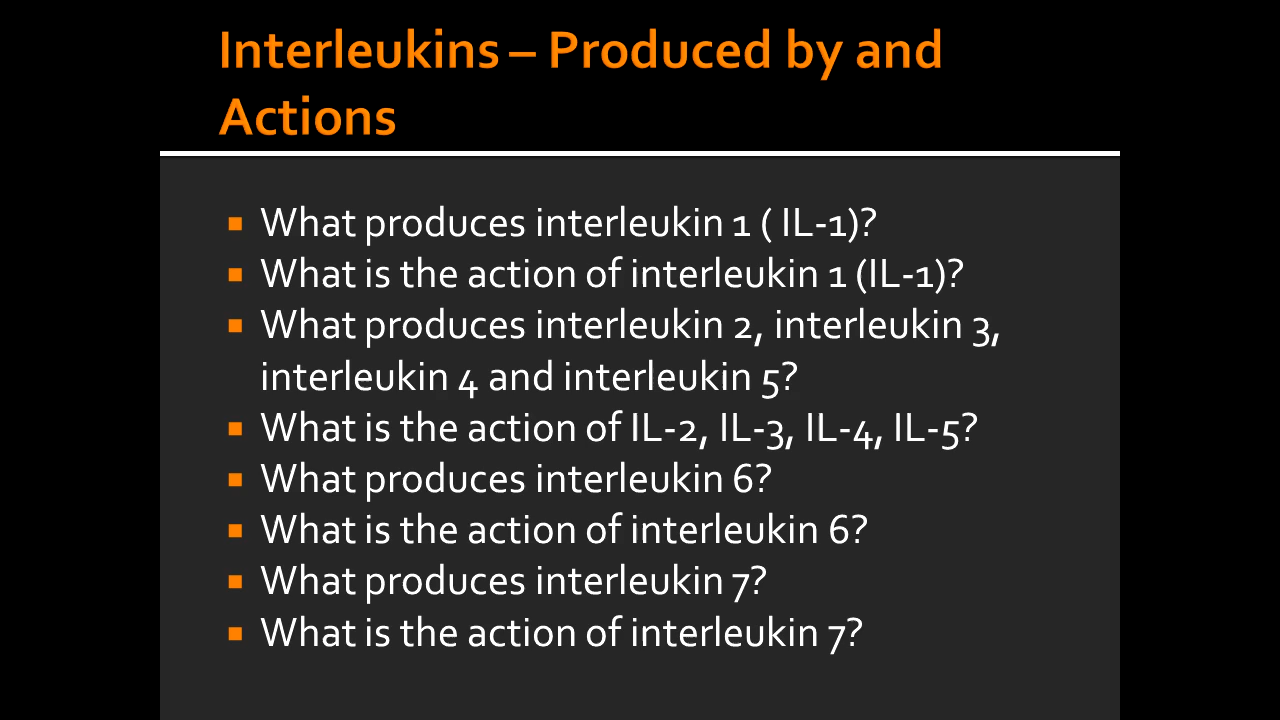 Interleukins – Produced by and
Actions
What produces interleukin 1 ( IL-1)?
What is the action of interleukin 1 (IL-1)?
What produces interleukin 2, interleukin 3,
interleukin 4 and interleukin 5?
What is the action of IL-2, IL-3, IL-4, IL-5?
What produces interleukin 6?
What is the action of interleukin 6?
What produces interleukin 7?
What is the action of interleukin 7?